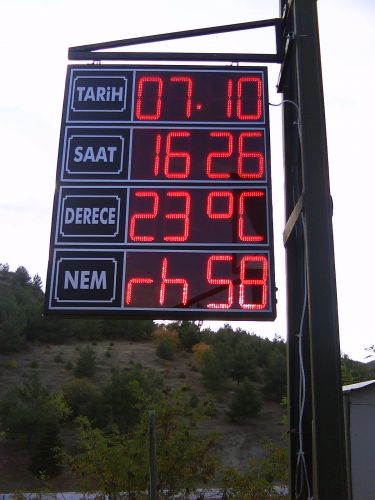 TARiH 07.10
SAAT 16 26
DERECE 23°C
NEM rh 58